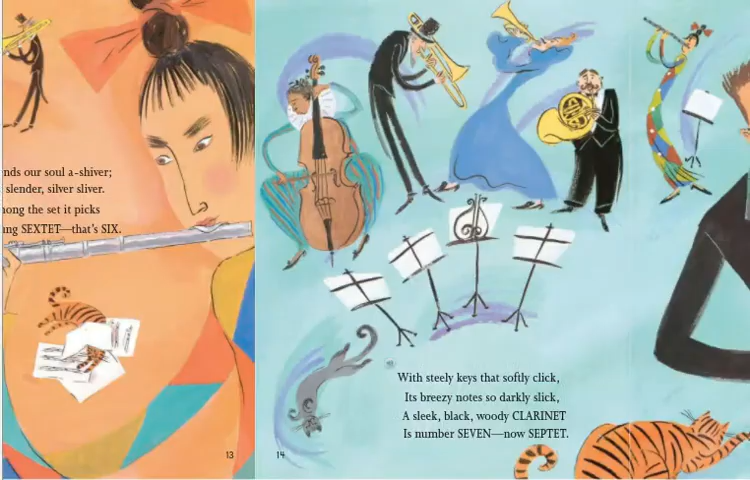 nds our soul a-shiver;
slender, silver sliver.
nong the set it picks
ng SEXTET—that's SIX.
13
14
With steely keys that softly click,
Its breezy notes so darkly slick,
A sleek, black, woody CLARINET
Is number SEVEN—now SEPTET.